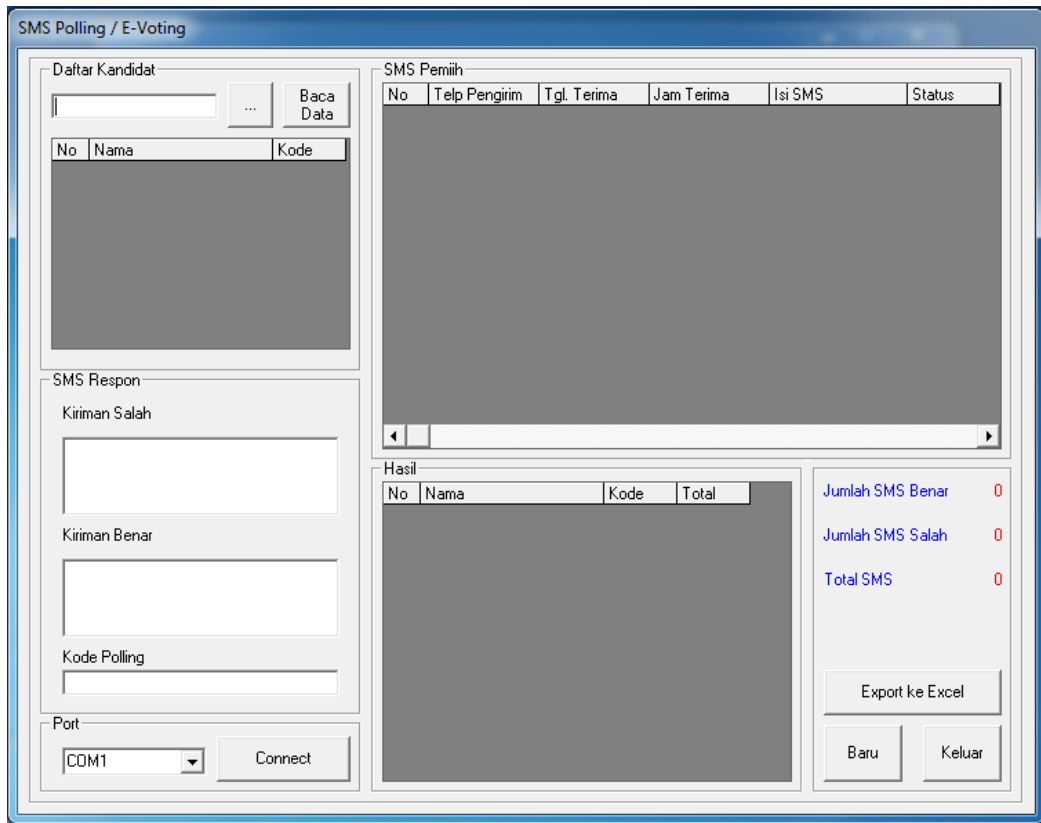 SMS Polling / E-Voting
Daftar Kandidat
...
Baca
Data
No Nama Kode
SMS Respon
Kiriman Salah
Kiriman Benar
Kode Polling
Port
COM1
Connect
SMS Pemiih
No Telp Pengirim Tgl. Terima Jam Terima Isi SMS Status
Hasil
No Nama Kode Total
Jumlah SMS Benar 0
Jumlah SMS Salah 0
Total SMS 0
Export ke Excel
Baru Keluar